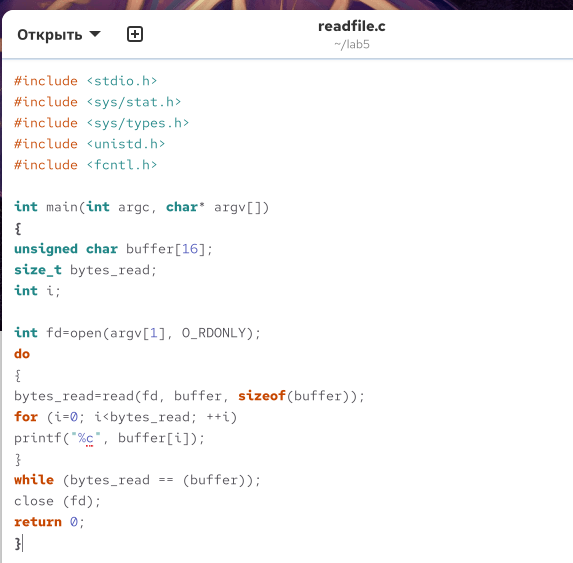 Открыть
readfile.c
~/lab5
#include <stdio.h>
#include <sys/stat.h>
#include <sys/types.h>
#include <unistd.h>
#include <fcntl.h>
int main(int argc, char* argv[])
{
unsigned char buffer[16];
size_t bytes_read;
int i;
int fd=open(argv[1], O_RDONLY);
do
{
bytes_read=read(fd, buffer, sizeof(buffer));
for (i=0; i<bytes_read; ++i)
printf("%c", buffer[i]);
}
while (bytes_read == (buffer));
close (fd);
return 0;
}